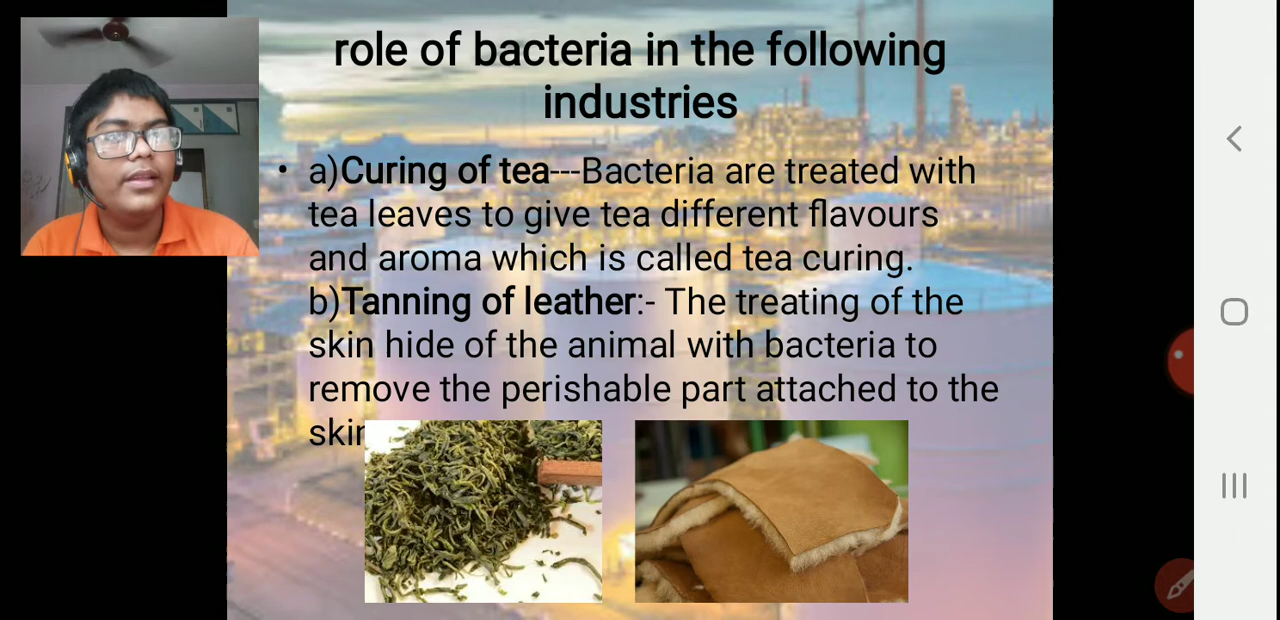 role of bacteria in the following
industries
• a)Curing of tea---Bacteria are treated with
tea leaves to give tea different flavours
and aroma which is called tea curing.
b)Tanning of leather:- The treating of the
skin hide of the animal with bacteria to
remove the perishable part attached to the